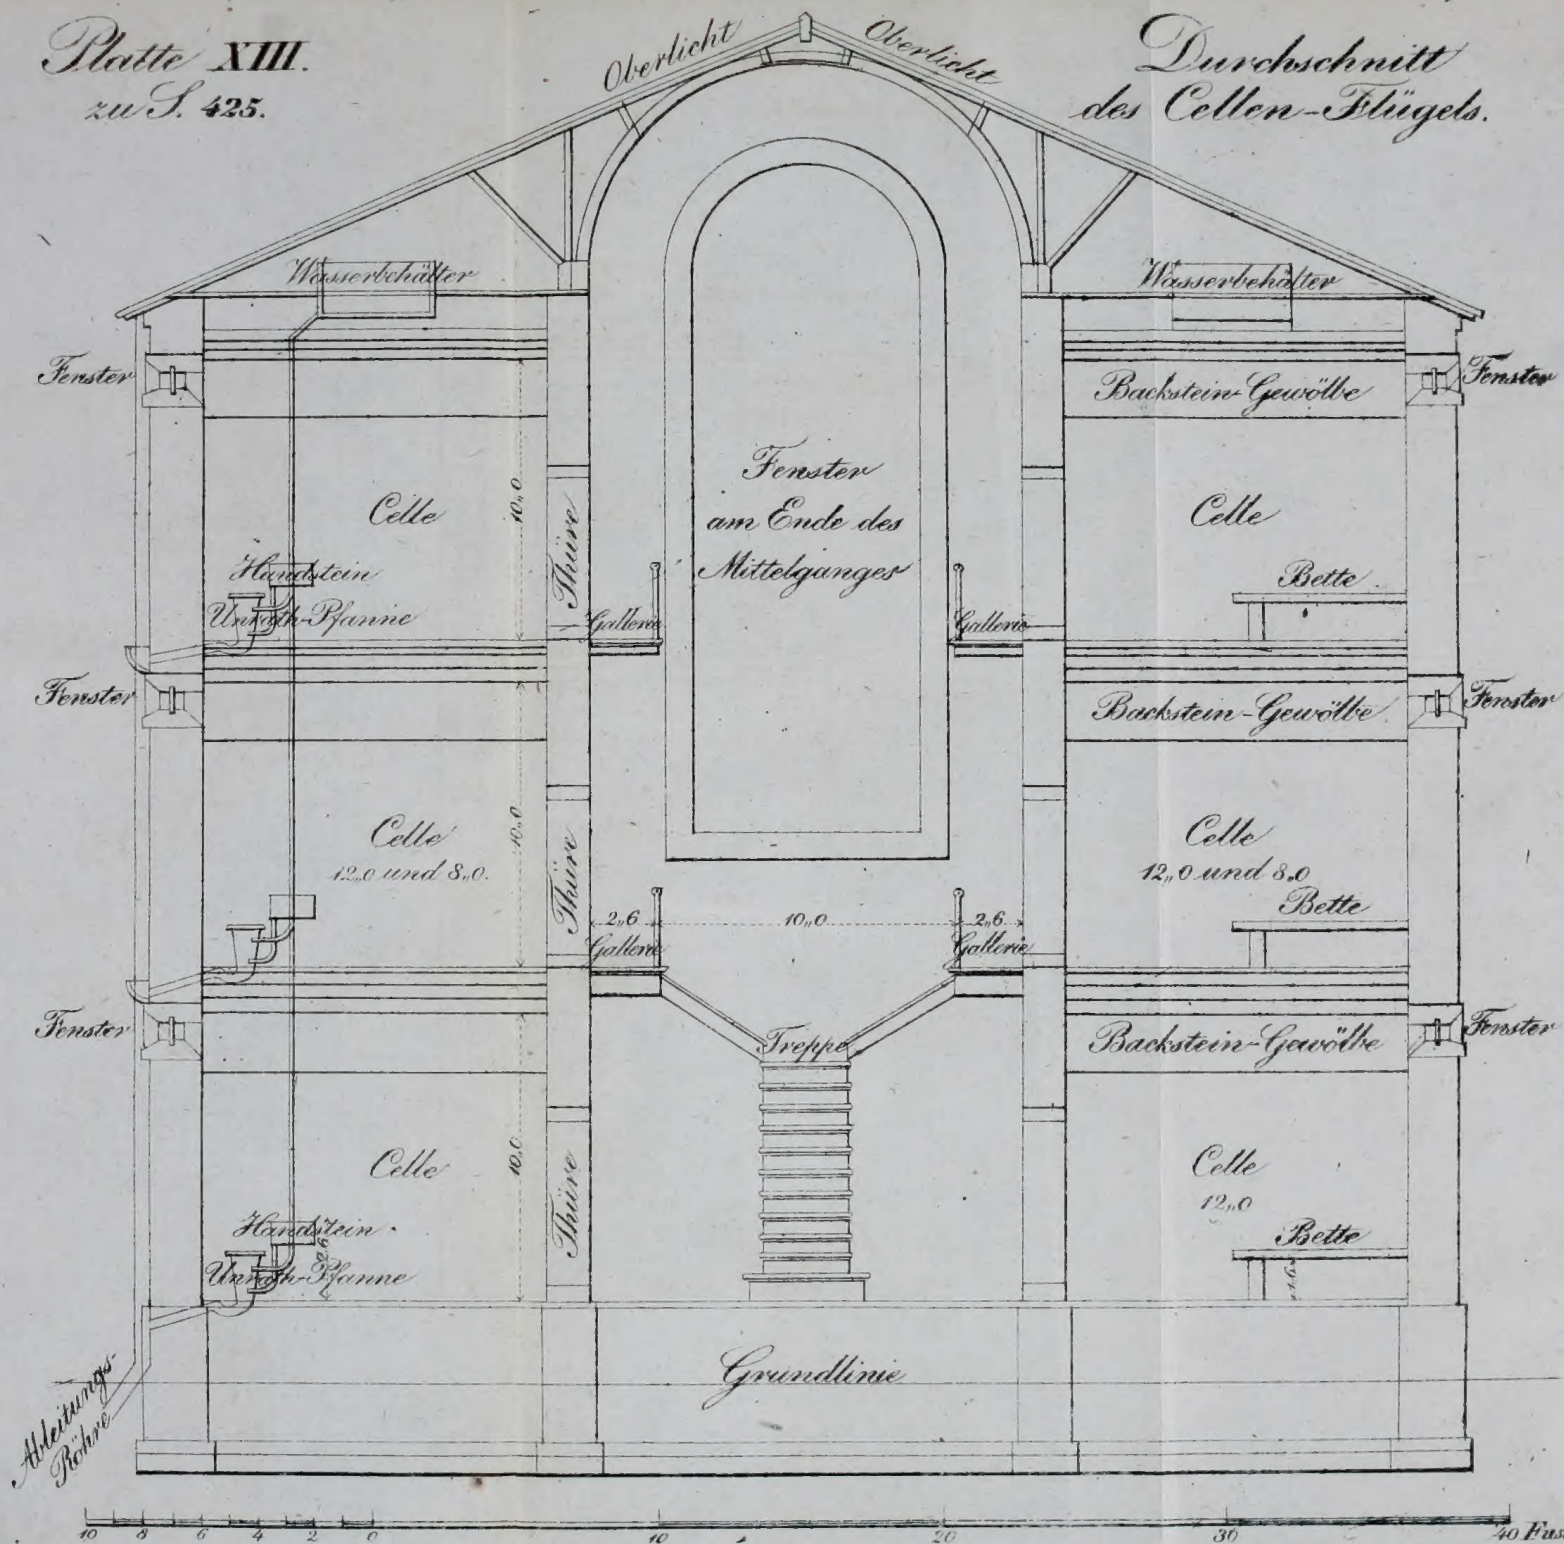 Platte XIII.
zu S. 425.
Oberlicht
Oberlicht
Durchschnitt
des Cellen-Flügels.
Wasserbehälter
Wasserbehälter
Fenster
Backstein-Gewölbe
Fenster
Celle
10,,0
Thüre
Fenster
am Ende des
Mittelganges
Celle
Handstein
Unrath-Pfanne
Gallerie
Gallerie
Bette
Fenster
Backstein-Gewölbe
Fenster
Celle
12,,0 und 8,,0.
10,,0
Thüre
Celle
12,,0 und 8,,0
Bette
2,,6
10,,0
2,,6
Gallerie
Gallerie
Fenster
Treppe
Backstein-Gewölbe
Fenster
Celle
10,,0
Thüre
Celle
12,,0
Handstein
Unrath-Pfanne
Bette
Grundlinie
Ableitungs-
Röhre
10 8 6 4 2 0 10 20 30 40 Fus